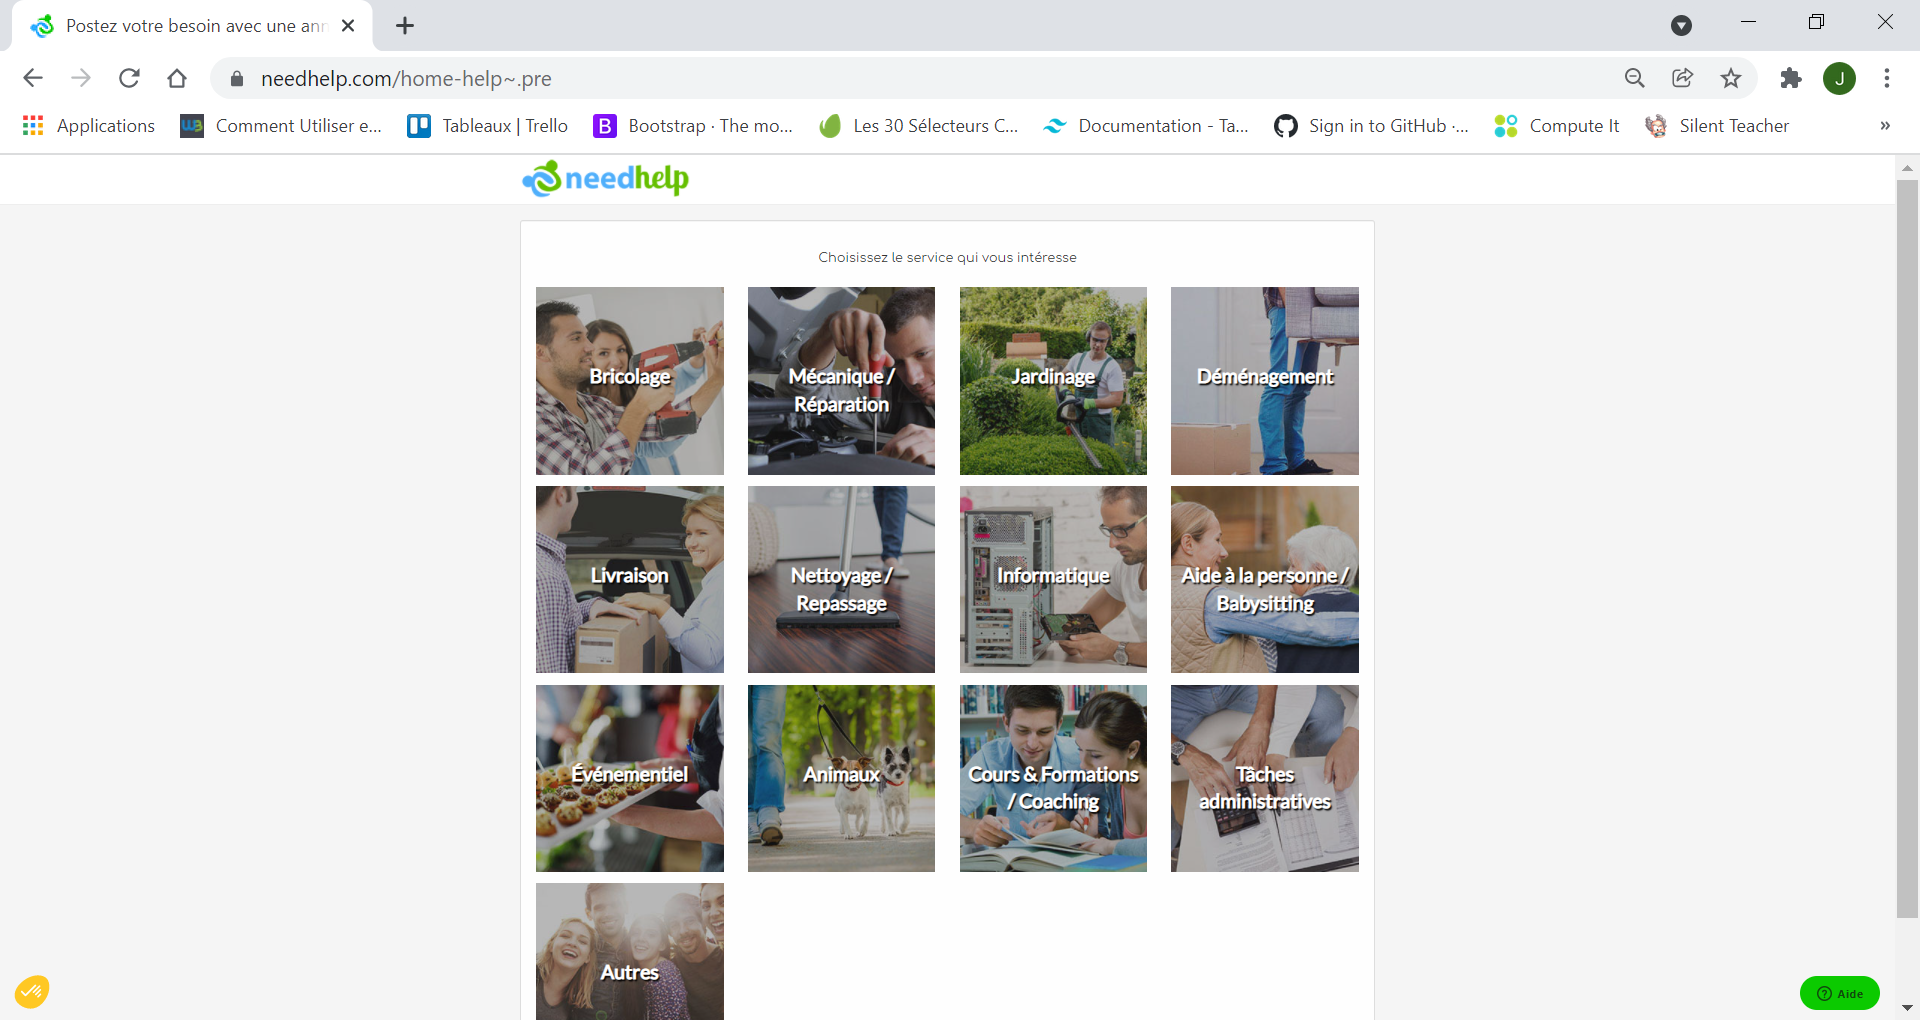 Postez votre besoin avec une ann
needhelp.com/home-help~.pre
J
Applications
WB
Comment Utiliser e...
Tableaux | Trello
B
Bootstrap · The mo...
Les 30 Sélecteurs C...
Documentation - Ta...
Sign in to GitHub ·...
Compute It
Silent Teacher
»
needhelp
Choisissez le service qui vous intéresse
Bricolage
Mécanique /
Réparation
Jardinage
Déménagement
Livraison
Nettoyage /
Repassage
Informatique
Aide à la personne /
Babysitting
Événementiel
Animaux
Cours & Formations
/ Coaching
Tâches
administratives
Autres
? Aide